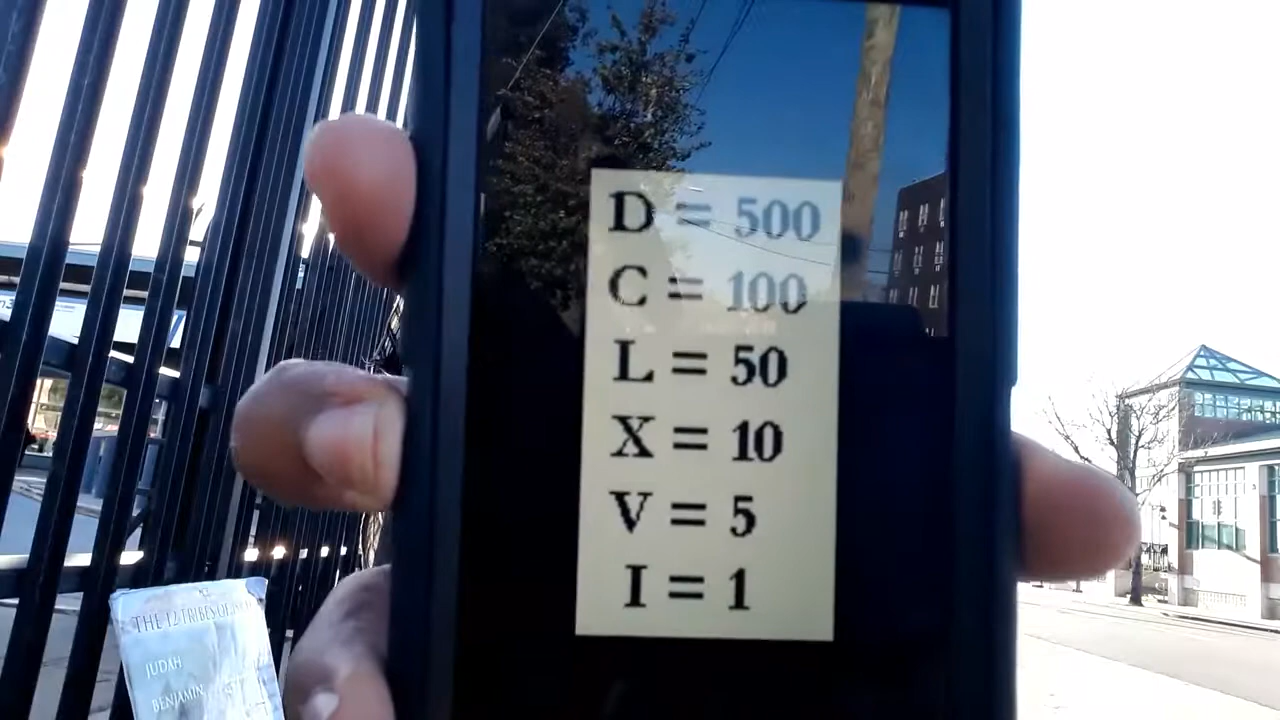 D = 500
C = 100
L = 50
X = 10
V = 5
I = 1
THE 12 TRIBES OF
JUDAH
BENJAMIN